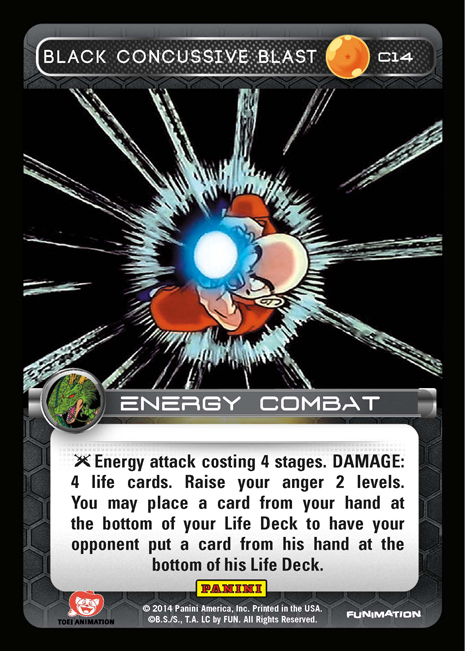 BLACK CONCUSSIVE BLAST C14
ENERGY COMBAT
Energy attack costing 4 stages. DAMAGE:
4 life cards. Raise your anger 2 levels.
You may place a card from your hand at
the bottom of your Life Deck to have your
opponent put a card from his hand at the
bottom of his Life Deck.
PANINI
TOEI ANIMATION
© 2014 Panini America, Inc. Printed in the USA.
©B.S./S., T.A. LC by FUN. All Rights Reserved.
FUNIMATION